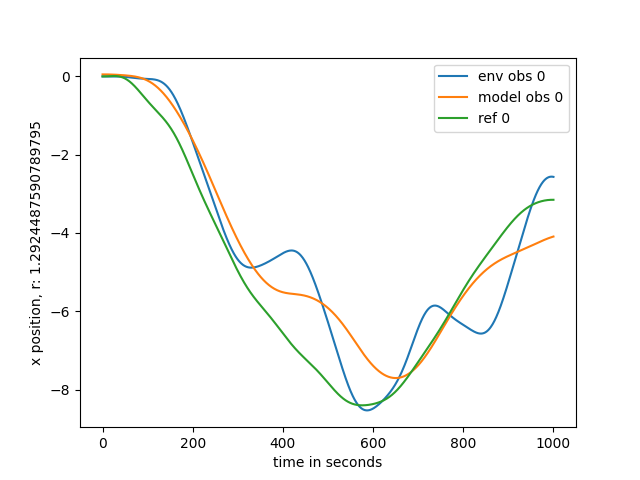 env obs 0
model obs 0
ref 0
0
−2
−4
−6
−8
x position, r: 1.2924487590789795
0
200
400
600
800
1000
time in seconds